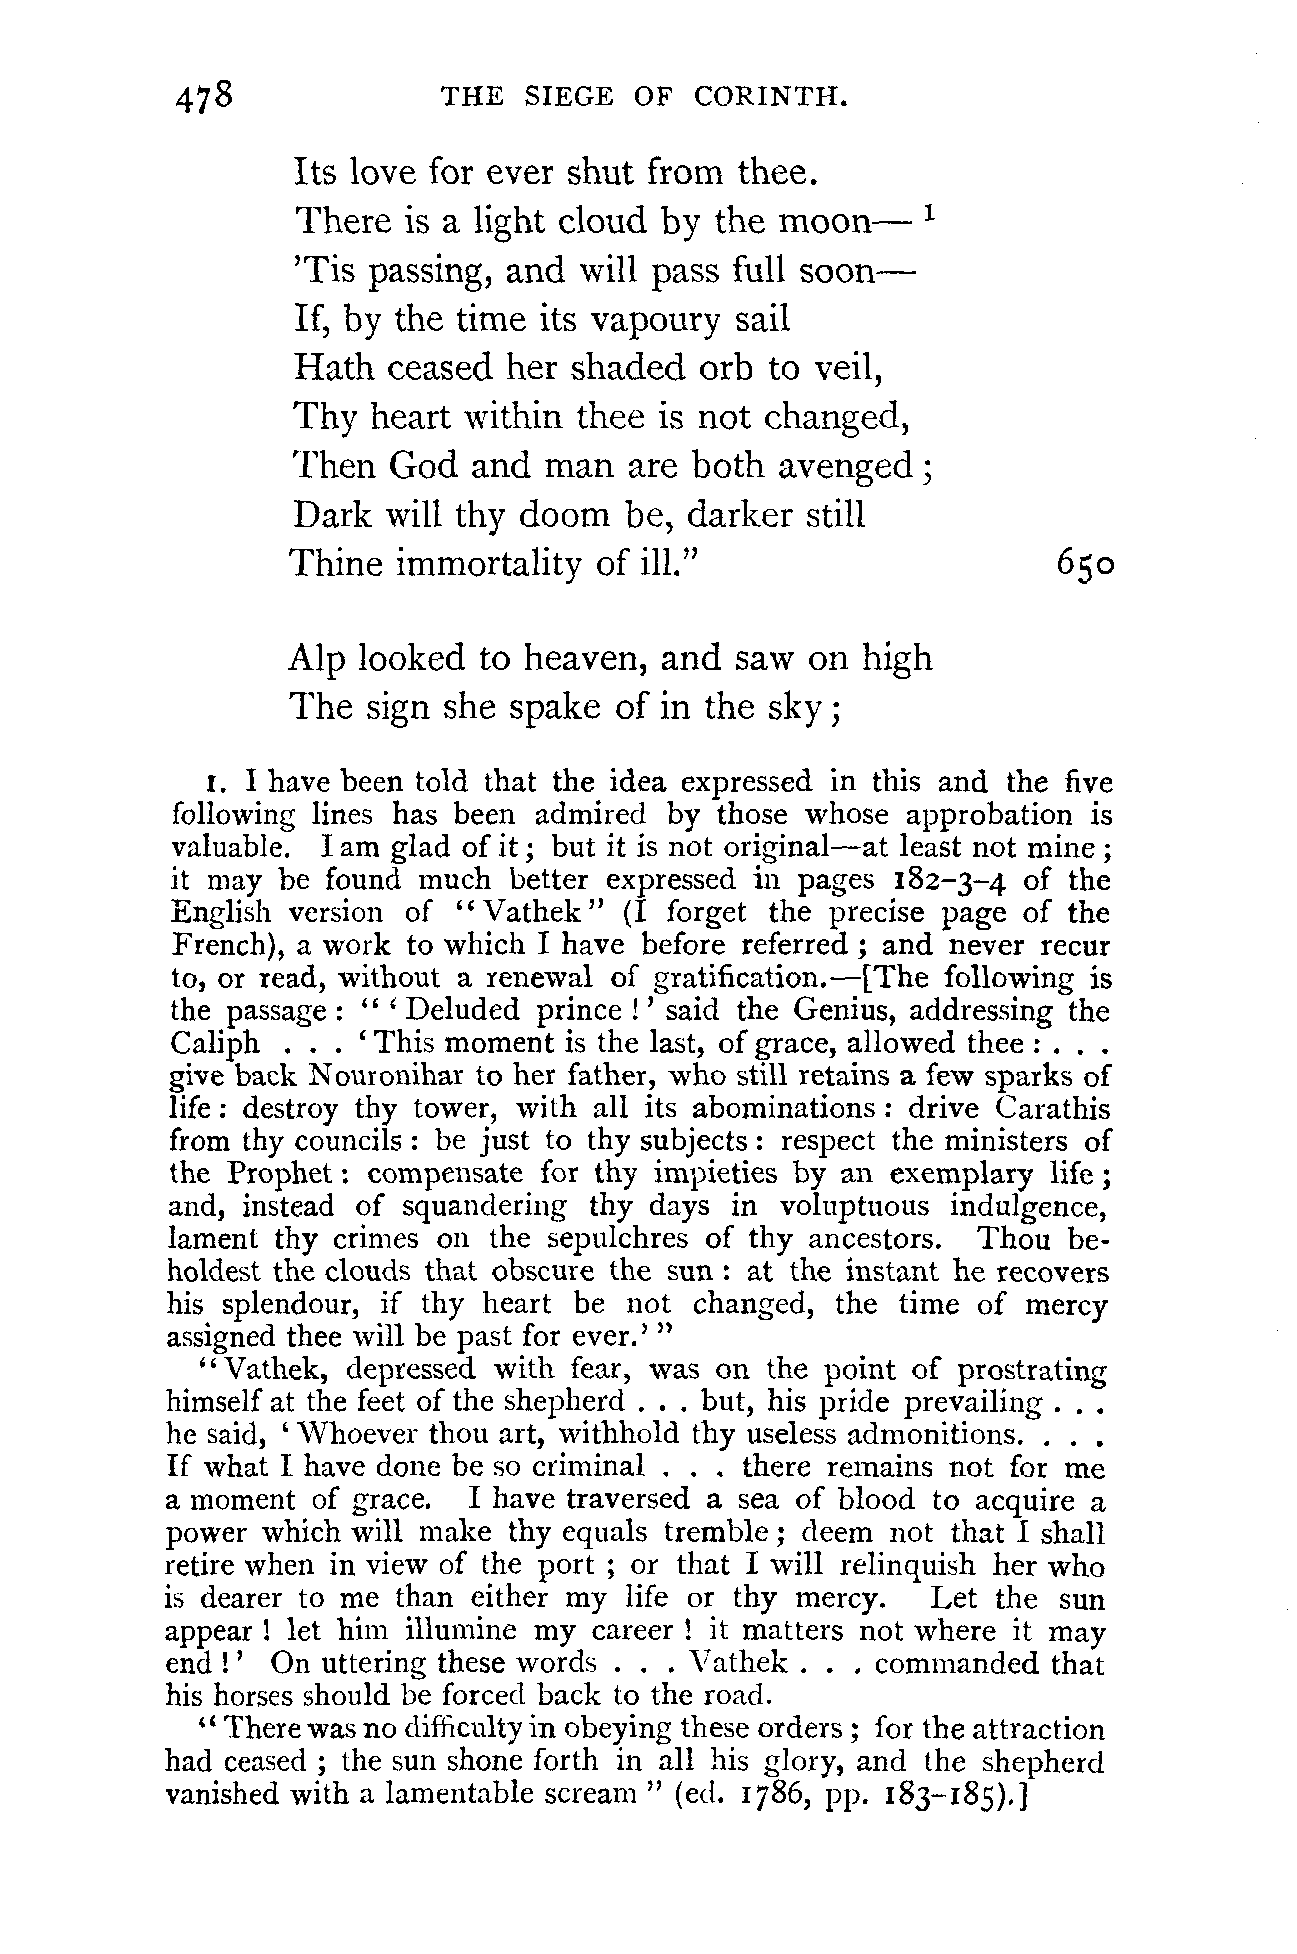 478 THE SIEGE OF CORINTH.
Its love for ever shut from thee.
There is a light cloud by the moon— 1
'Tis passing, and will pass full soon—
If, by the time its vapoury sail
Hath ceased her shaded orb to veil,
Thy heart within thee is not changed,
Then God and man are both avenged;
Dark will thy doom be, darker still
Thine immortality of ill." 650
Alp looked to heaven, and saw on high
The sign she spake of in the sky;
1. I have been told that the idea expressed in this and the five
following lines has been admired by those whose approbation is
valuable. I am glad of it; but it is not original—at least not mine;
it may be found much better expressed in pages 182-3-4 of the
English version of "Vathek" (I forget the precise page of the
French), a work to which I have before referred; and never recur
to, or read, without a renewal of gratification.—[The following is
the passage: "'Deluded prince!' said the Genius, addressing the
Caliph . . . 'This moment is the last, of grace, allowed thee: . . .
give back Nouronihar to her father, who still retains a few sparks of
life: destroy thy tower, with all its abominations: drive Carathis
from thy councils: be just to thy subjects: respect the ministers of
the Prophet: compensate for thy impieties by an exemplary life;
and, instead of squandering thy days in voluptuous indulgence,
lament thy crimes on the sepulchres of thy ancestors. Thou be-
holdest the clouds that obscure the sun: at the instant he recovers
his splendour, if thy heart be not changed, the time of mercy
assigned thee will be past for ever.'"
"Vathek, depressed with fear, was on the point of prostrating
himself at the feet of the shepherd . . . but, his pride prevailing . . .
he said, 'Whoever thou art, withhold thy useless admonitions. . . .
If what I have done be so criminal . . . there remains not for me
a moment of grace. I have traversed a sea of blood to acquire a
power which will make thy equals tremble; deem not that I shall
retire when in view of the port; or that I will relinquish her who
is dearer to me than either my life or thy mercy. Let the sun
appear! let him illumine my career! it matters not where it may
end!' On uttering these words . . . Vathek . . . commanded that
his horses should be forced back to the road.
"There was no difficulty in obeying these orders; for the attraction
had ceased; the sun shone forth in all his glory, and the shepherd
vanished with a lamentable scream" (ed. 1786, pp. 183-185).]